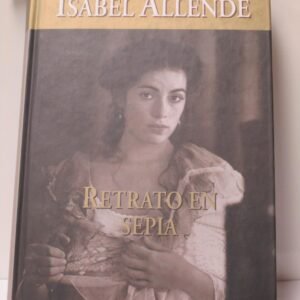 ISABEL ALLENDE
RETRATO EN
SEPIA